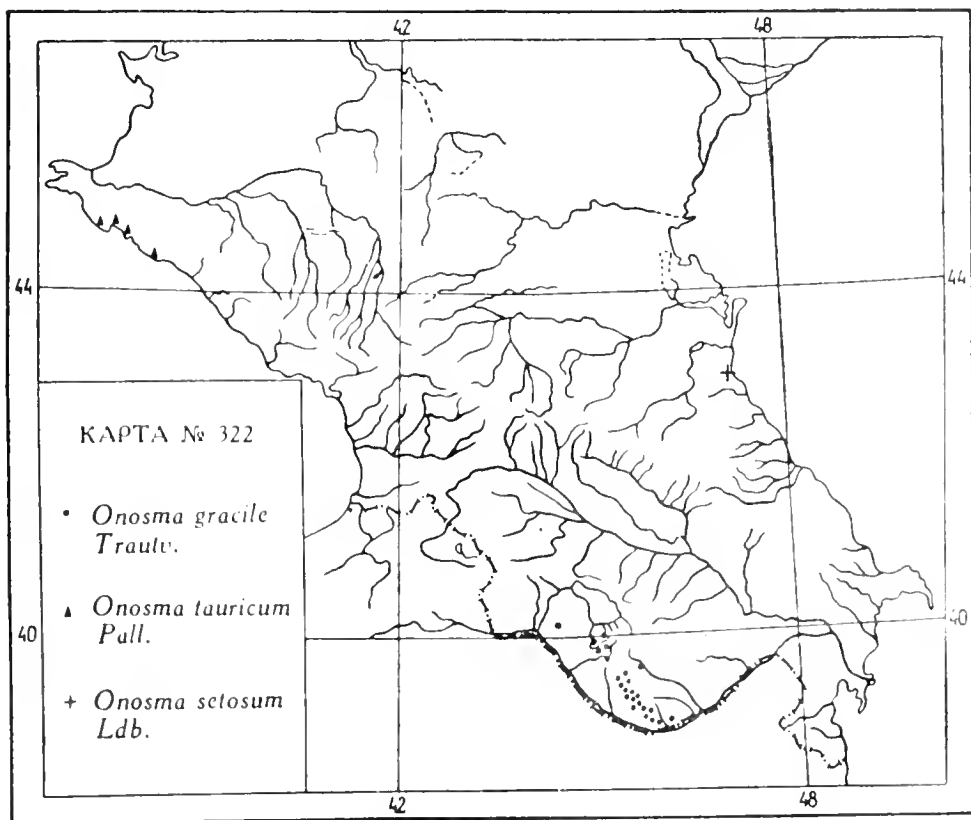 42 48
44 44
КАРТА № 322
• Onosma gracile
Trautv.
▲ Onosma tauricum
Pall.
+ Onosma setosum
Ldb.
40 40
42 48